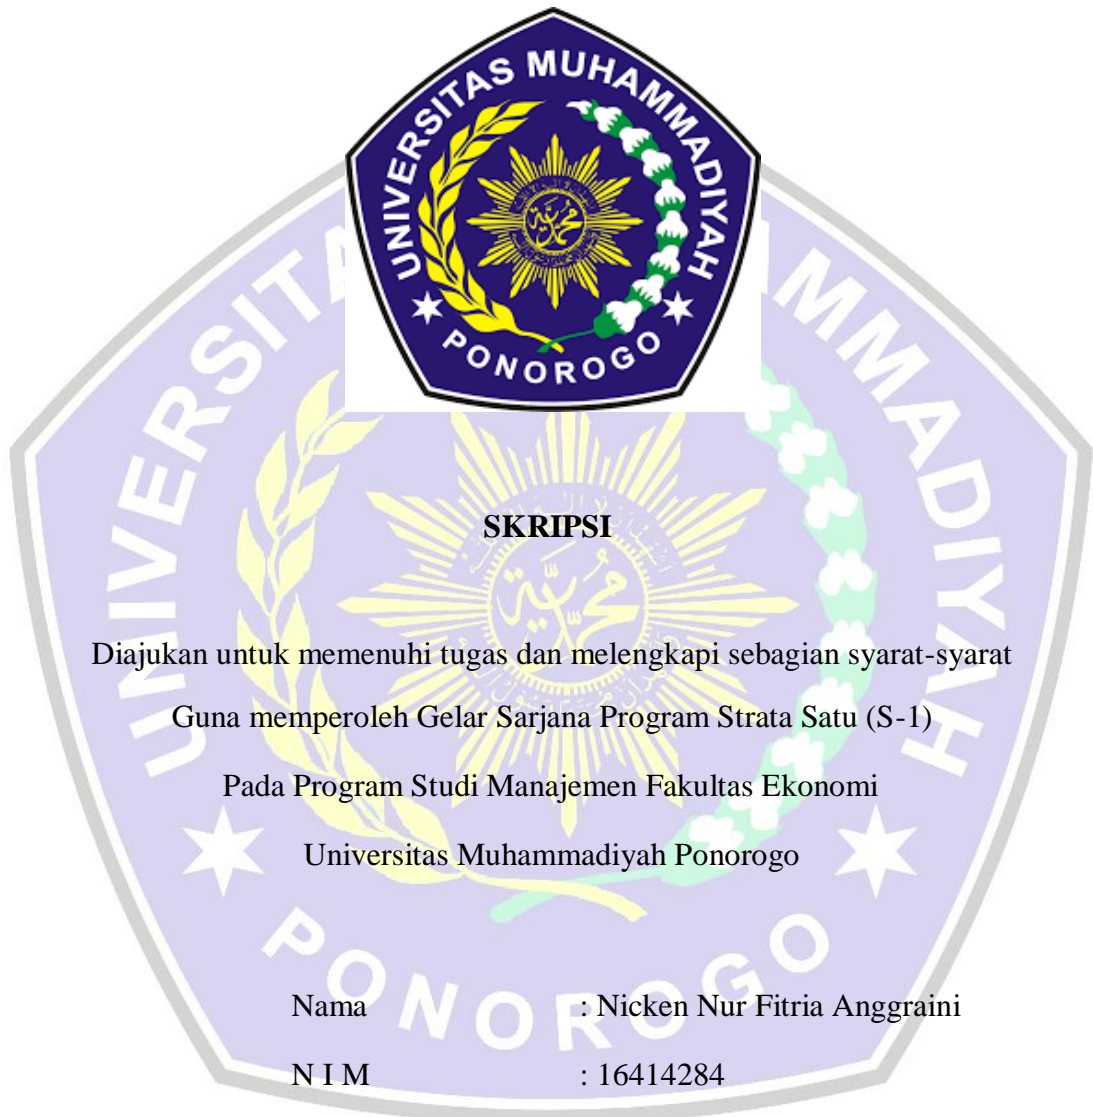 UNIVERSITAS MUHAMMADIYAH
PONOROGO
SKRIPSI
Diajukan untuk memenuhi tugas dan melengkapi sebagian syarat-syarat
Guna memperoleh Gelar Sarjana Program Strata Satu (S-1)
Pada Program Studi Manajemen Fakultas Ekonomi
Universitas Muhammadiyah Ponorogo
Nama : Nicken Nur Fitria Anggraini
N I M : 16414284